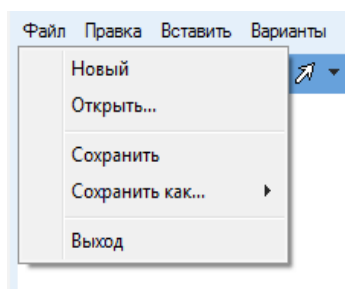 Файл Правка Вставить Варианты
Новый
Открыть...
Сохранить
Сохранить как...
Выход